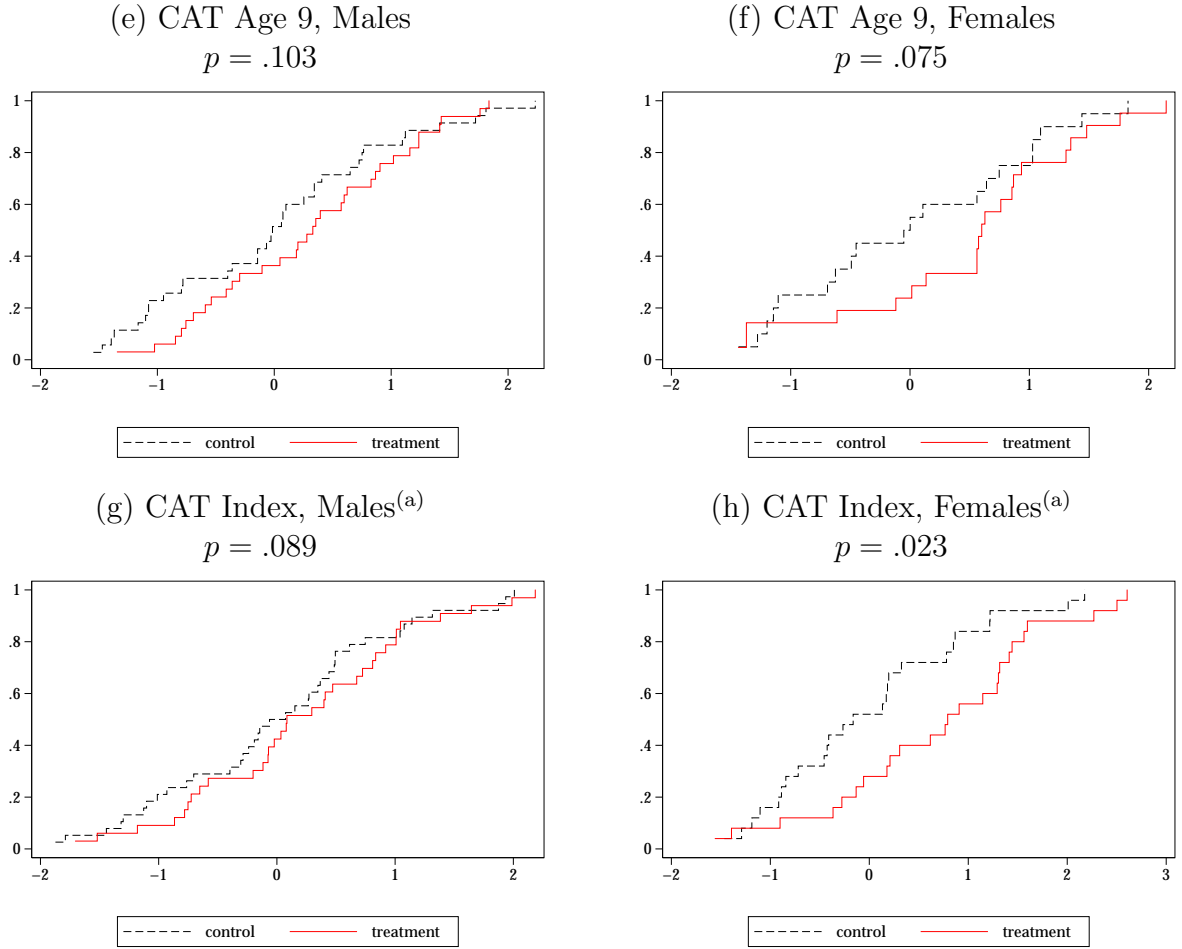 (e) CAT Age 9, Males
p = .103
1
.8
.6
.4
.2
0
−2 −1 0 1 2
control treatment
(f) CAT Age 9, Females
p = .075
1
.8
.6
.4
.2
0
−2 −1 0 1 2
control treatment
(g) CAT Index, Males(a)
p = .089
1
.8
.6
.4
.2
0
−2 −1 0 1 2
control treatment
(h) CAT Index, Females(a)
p = .023
1
.8
.6
.4
.2
0
−2 −1 0 1 2 3
control treatment